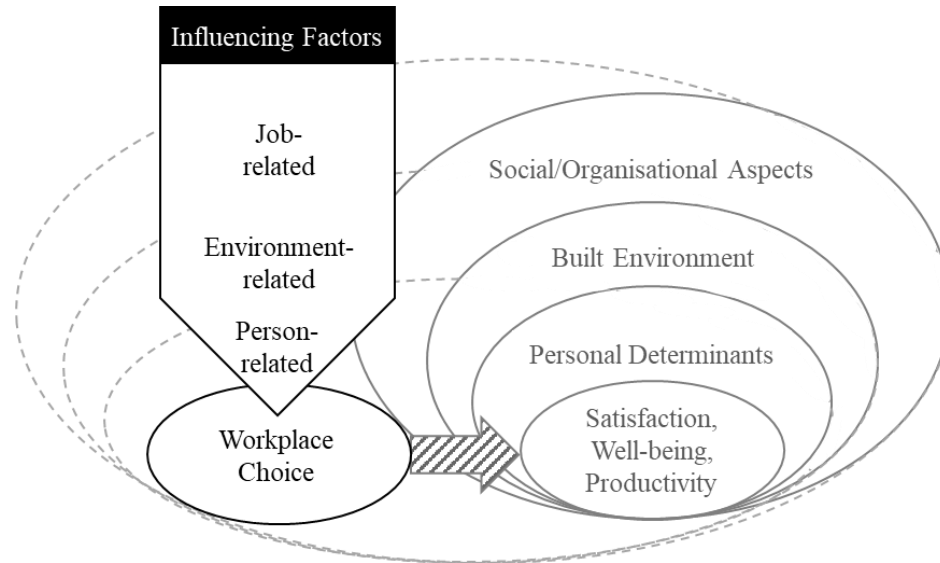 Influencing Factors
Job-
related
Environment-
related
Person-
related
Workplace
Choice
Social/Organisational Aspects
Built Environment
Personal Determinants
Satisfaction,
Well-being,
Productivity